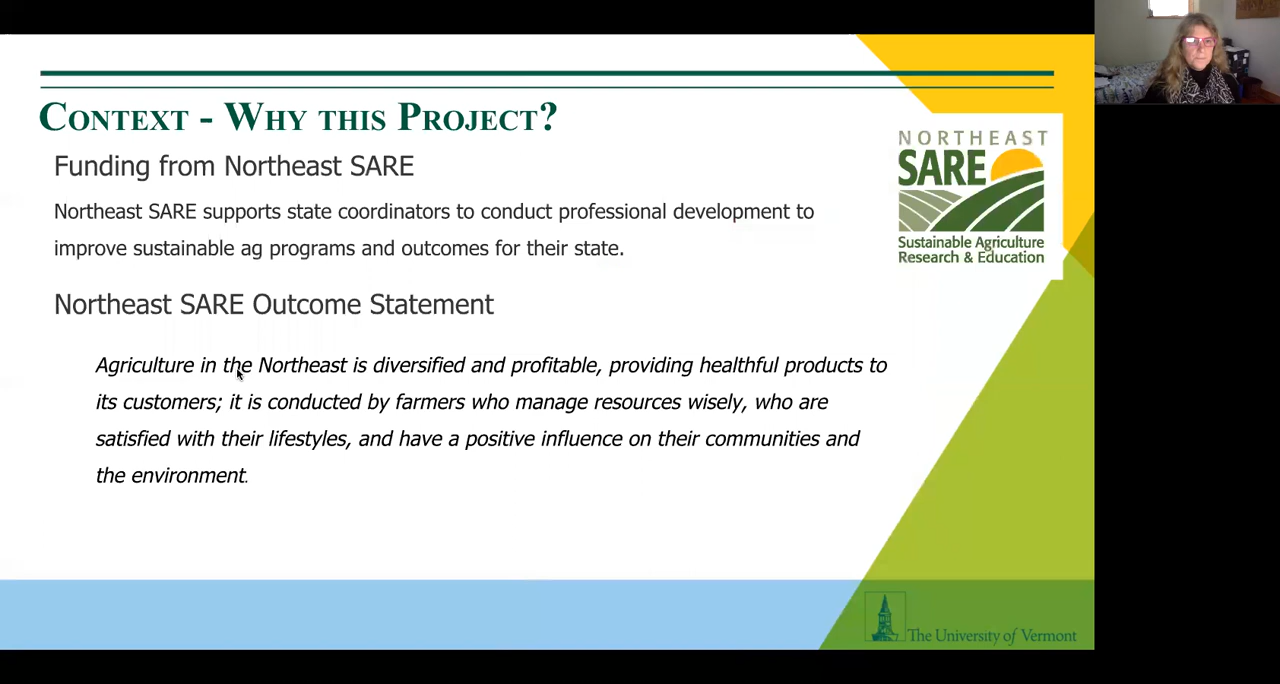 Context - Why this Project?
Funding from Northeast SARE
Northeast SARE supports state coordinators to conduct professional development to
improve sustainable ag programs and outcomes for their state.
Northeast SARE Outcome Statement
Agriculture in the Northeast is diversified and profitable, providing healthful products to
its customers; it is conducted by farmers who manage resources wisely, who are
satisfied with their lifestyles, and have a positive influence on their communities and
the environment.
NORTHEAST
SARE
Sustainable Agriculture
Research & Education
The University of Vermont